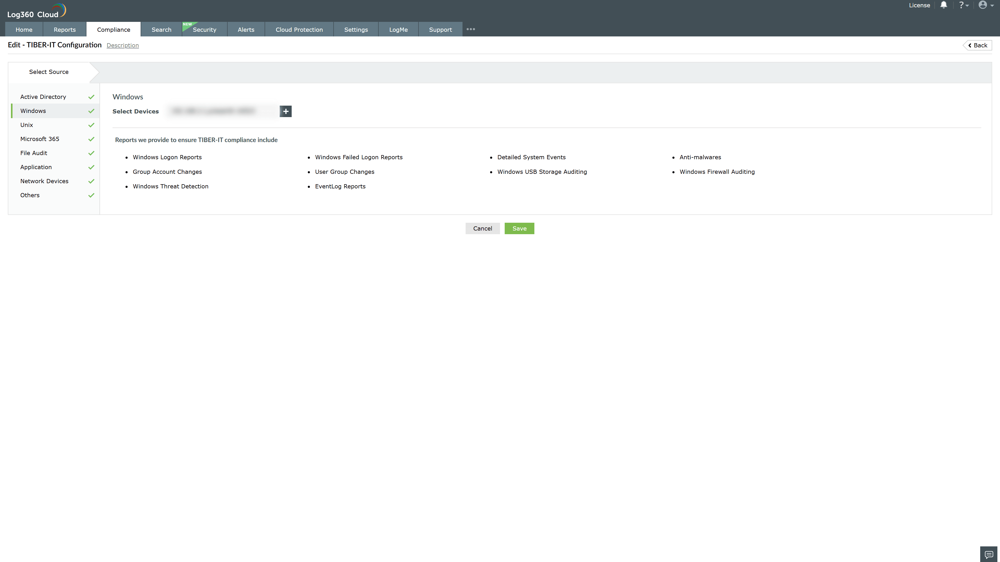 Log360 Cloud
License
?
Home
Reports
Compliance
Search
NEW
Security
Alerts
Cloud Protection
Settings
LogMe
Support
Edit - TIBER-IT Configuration
Description
Back
Select Source
Active Directory
Windows
Unix
Microsoft 365
File Audit
Application
Network Devices
Others
Windows
Select Devices
Reports we provide to ensure TIBER-IT compliance include
Windows Logon Reports
Windows Failed Logon Reports
Detailed System Events
Anti-malwares
Group Account Changes
User Group Changes
Windows USB Storage Auditing
Windows Firewall Auditing
Windows Threat Detection
EventLog Reports
Cancel
Save